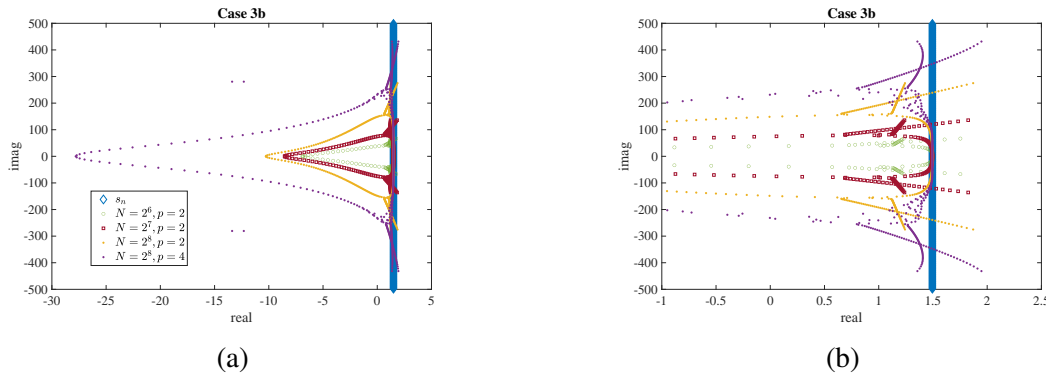 Case 3b
500
400
300
200
100
0
-100
-200
-300
-400
-500
imag
-30
-25
-20
-15
-10
-5
0
5
real
s_n
N = 2^6, p = 2
N = 2^7, p = 2
N = 2^8, p = 2
N = 2^8, p = 4
(a)
Case 3b
500
400
300
200
100
0
-100
-200
-300
-400
-500
imag
-1
-0.5
0
0.5
1
1.5
2
2.5
real
(b)